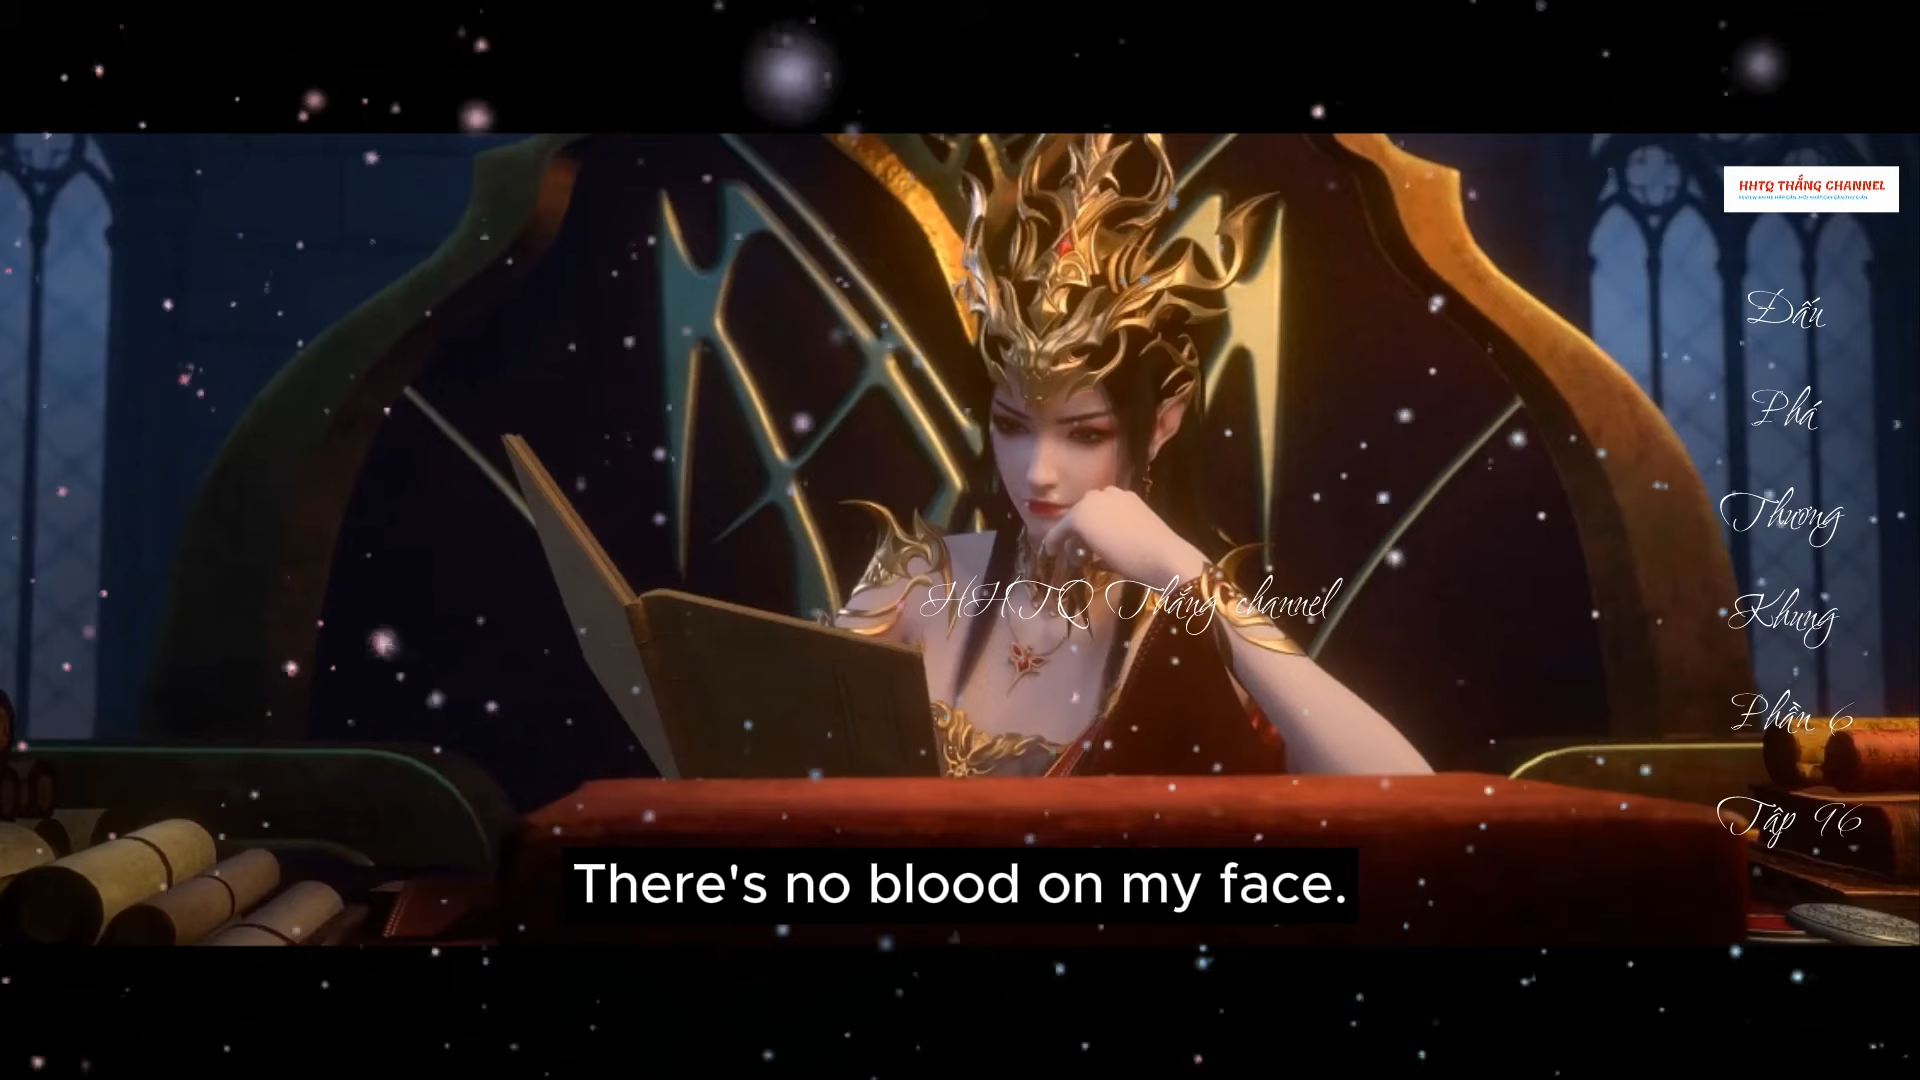 HHTQ THẮNG CHANNEL
Đấu
Phá
Thương
HHTQ Thắng channel
Khung
Phần 6
Tập 96
There's no blood on my face.